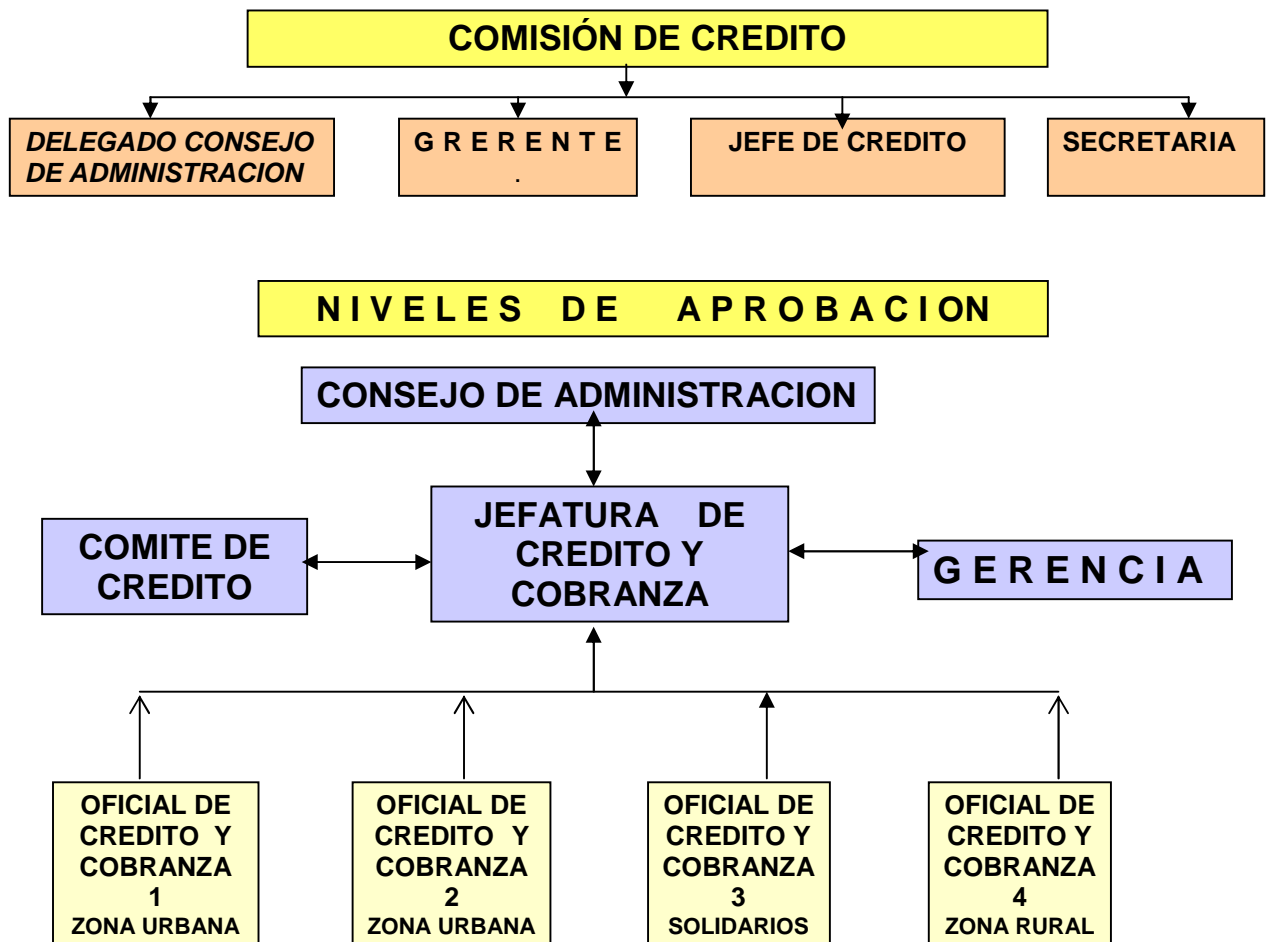 COMISIÓN DE CREDITO
DELEGADO CONSEJO
DE ADMINISTRACION
G R E R E N T E
.
JEFE DE CREDITO
SECRETARIA
N I V E L E S D E A P R O B A C I O N
CONSEJO DE ADMINISTRACION
COMITE DE
CREDITO
JEFATURA DE
CREDITO Y
COBRANZA
G E R E N C I A
OFICIAL DE
CREDITO Y
COBRANZA
1
ZONA URBANA
OFICIAL DE
CREDITO Y
COBRANZA
2
ZONA URBANA
OFICIAL DE
CREDITO Y
COBRANZA
3
SOLIDARIOS
OFICIAL DE
CREDITO Y
COBRANZA
4
ZONA RURAL